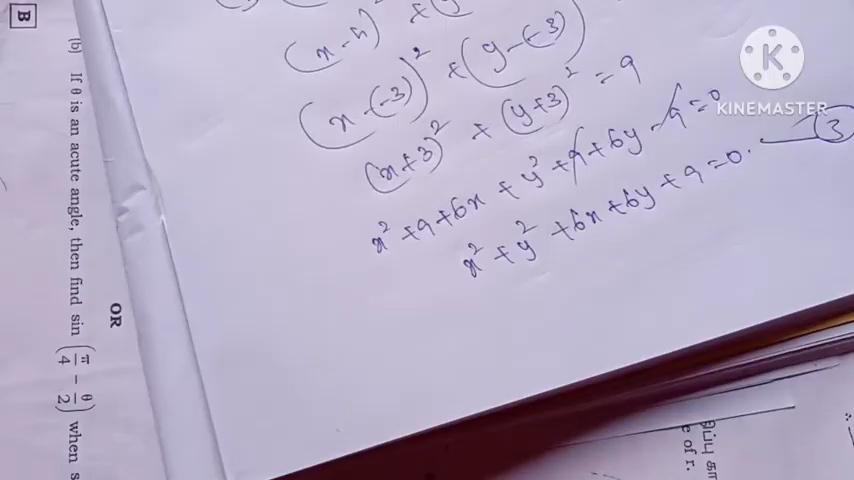 (x-h)² + (y
(x-(-3))² + (y-(-3))
(x+3)² + (y+3)² = 9
x² + 9 + 6x + y² + 9 + 6y - 9 = 0
x² + y² + 6x + 6y + 9 = 0. 3
K
KINEMASTER
B
(b) If θ is an acute angle, then find sin (π/4 - θ/2) when s
OR
e of r.